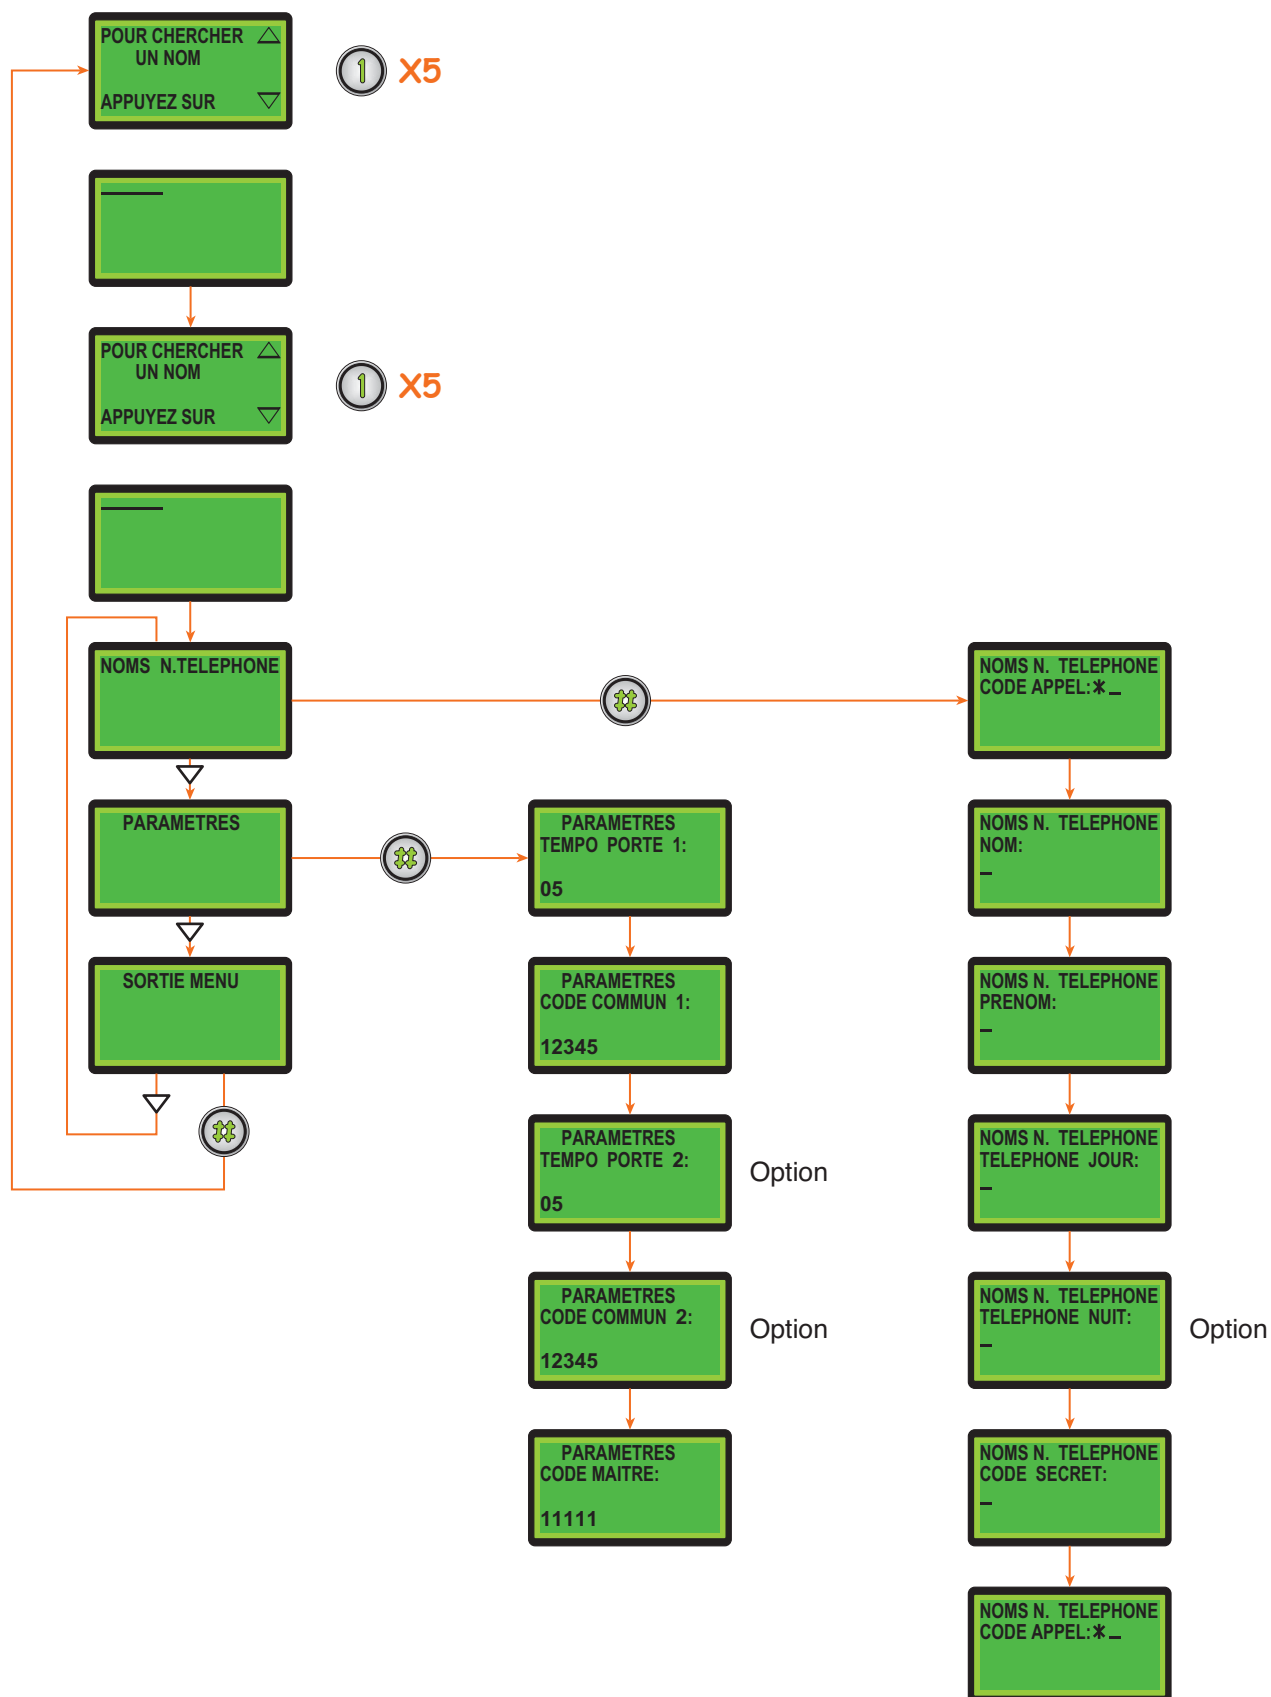 POUR CHERCHER △
UN NOM
APPUYEZ SUR ▽
1 X5
POUR CHERCHER △
UN NOM
APPUYEZ SUR ▽
1 X5
NOMS N.TELEPHONE
PARAMETRES
SORTIE MENU
#
#
#
PARAMETRES
TEMPO PORTE 1:
05
PARAMETRES
CODE COMMUN 1:
12345
PARAMETRES
TEMPO PORTE 2:
05
Option
PARAMETRES
CODE COMMUN 2:
12345
Option
PARAMETRES
CODE MAITRE:
11111
NOMS N. TELEPHONE
CODE APPEL:*_
NOMS N. TELEPHONE
NOM:
_
NOMS N. TELEPHONE
PRENOM:
_
NOMS N. TELEPHONE
TELEPHONE JOUR:
_
NOMS N. TELEPHONE
TELEPHONE NUIT:
_
Option
NOMS N. TELEPHONE
CODE SECRET:
_
NOMS N. TELEPHONE
CODE APPEL:*_